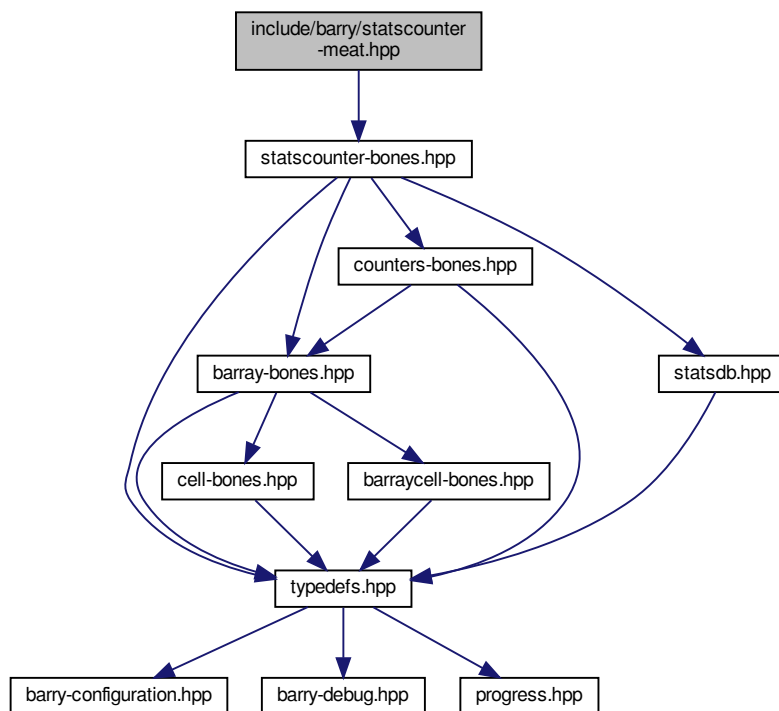 include/barry/statscounter
-meat.hpp
statscounter-bones.hpp
counters-bones.hpp
barray-bones.hpp
statsdb.hpp
cell-bones.hpp
barraycell-bones.hpp
typedefs.hpp
barry-configuration.hpp
barry-debug.hpp
progress.hpp